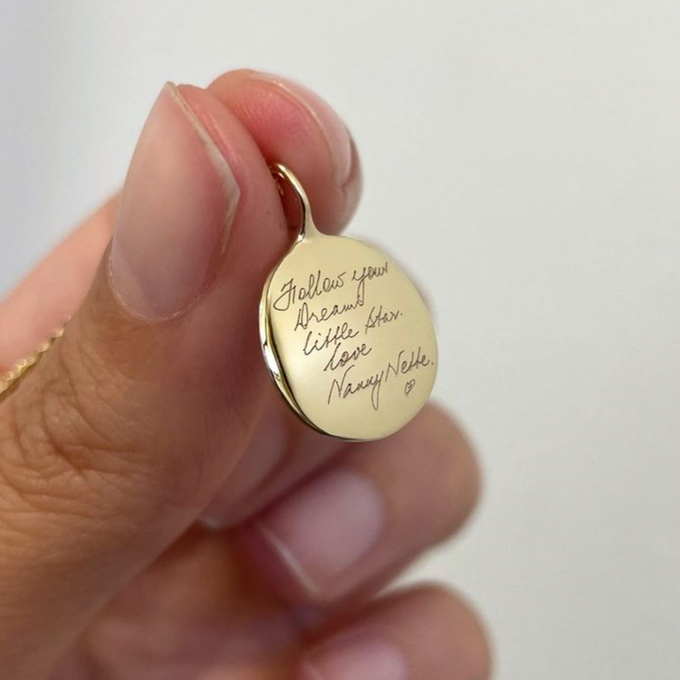 Follow your
Dreams
little star.
love
Nanny Nette.